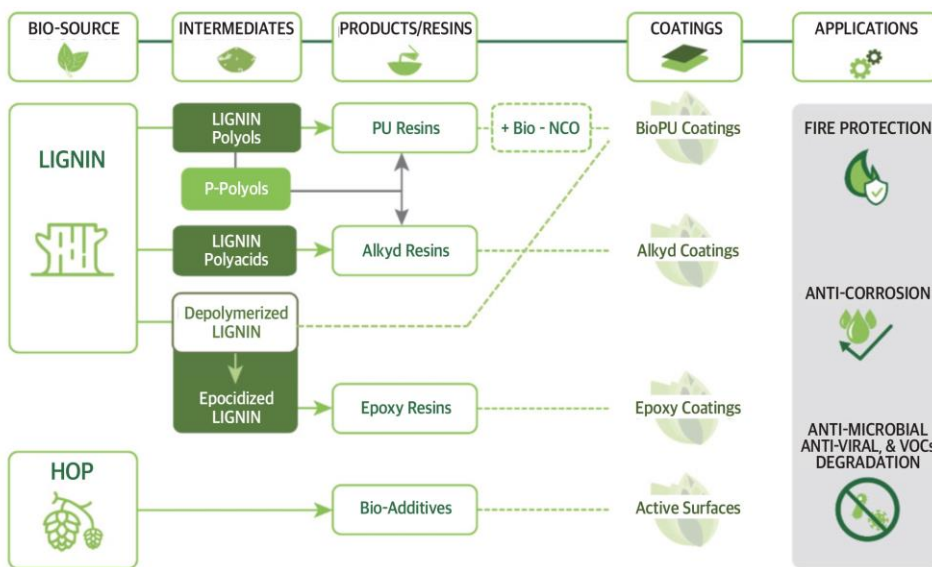 BIO-SOURCE
INTERMEDIATES
PRODUCTS/RESINS
COATINGS
APPLICATIONS
LIGNIN
LIGNIN
Polyols
PU Resins
+ Bio - NCO
BioPU Coatings
P-Polyols
LIGNIN
Polyacids
Alkyd Resins
Alkyd Coatings
Depolymerized
LIGNIN
Epocidized
LIGNIN
Epoxy Resins
Epoxy Coatings
HOP
Bio-Additives
Active Surfaces
FIRE PROTECTION
ANTI-CORROSION
ANTI-MICROBIAL
ANTI-VIRAL, & VOCs
DEGRADATION